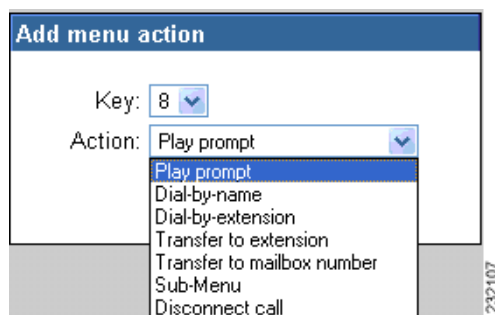 Add menu action
Key: 8
Action: Play prompt
Play prompt
Dial-by-name
Dial-by-extension
Transfer to extension
Transfer to mailbox number
Sub-Menu
Disconnect call
232107